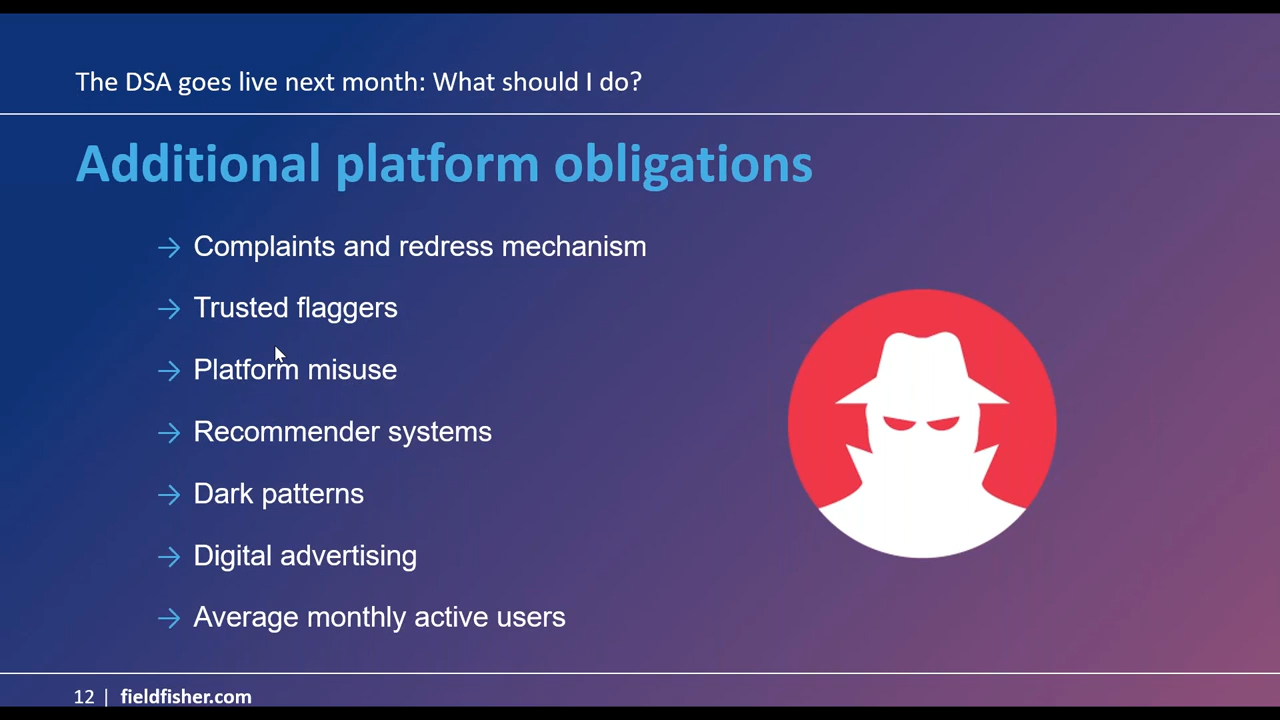 The DSA goes live next month: What should I do?
Additional platform obligations
→ Complaints and redress mechanism
→ Trusted flaggers
→ Platform misuse
→ Recommender systems
→ Dark patterns
→ Digital advertising
→ Average monthly active users
12 | fieldfisher.com